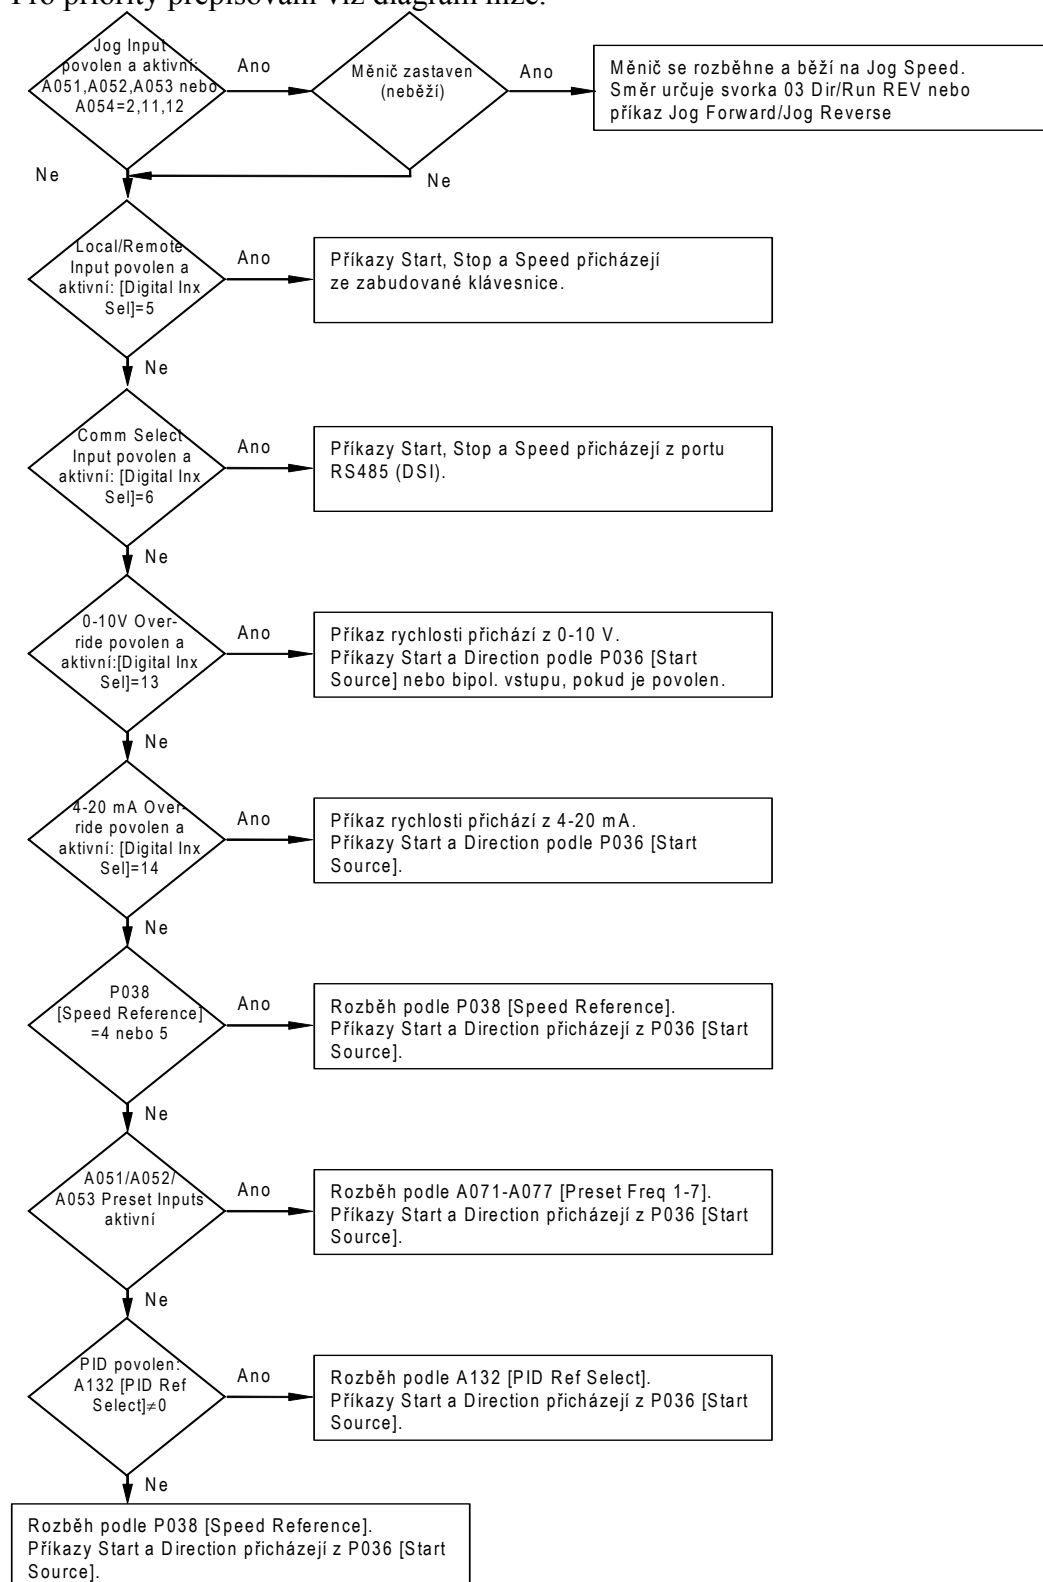 Pro priority přepisování viz diagram níže:
Jog Input
povolen a aktivní:
A051,A052,A053 nebo
A054=2,11,12
Ano
Měnič zastaven
(neběží)
Ano
Měnič se rozběhne a běží na Jog Speed.
Směr určuje svorka 03 Dir/Run REV nebo
příkaz Jog Forward/Jog Reverse
Ne
Ne
Local/Remote
Input povolen a
aktivní: [Digital Inx
Sel]=5
Ano
Příkazy Start, Stop a Speed přicházejí
ze zabudované klávesnice.
Ne
Comm Select
Input povolen a
aktivní: [Digital Inx
Sel]=6
Ano
Příkazy Start, Stop a Speed přicházejí z portu
RS485 (DSI).
Ne
0-10V Over-
ride povolen a
aktivní:[Digital Inx
Sel]=13
Ano
Příkaz rychlosti přichází z 0-10 V.
Příkazy Start a Direction podle P036 [Start
Source] nebo bipol. vstupu, pokud je povolen.
Ne
4-20 mA Over-
ride povolen a
aktivní: [Digital Inx
Sel]=14
Ano
Příkaz rychlosti přichází z 4-20 mA.
Příkazy Start a Direction podle P036 [Start
Source].
Ne
P038
[Speed Reference]
=4 nebo 5
Ano
Rozběh podle P038 [Speed Reference].
Příkazy Start a Direction přicházejí z P036 [Start
Source].
Ne
A051/A052/
A053 Preset Inputs
aktivní
Ano
Rozběh podle A071-A077 [Preset Freq 1-7].
Příkazy Start a Direction přicházejí z P036 [Start
Source].
Ne
PID povolen:
A132 [PID Ref
Select]≠0
Ano
Rozběh podle A132 [PID Ref Select].
Příkazy Start a Direction přicházejí z P036 [Start
Source].
Ne
Rozběh podle P038 [Speed Reference].
Příkazy Start a Direction přicházejí z P036 [Start
Source].